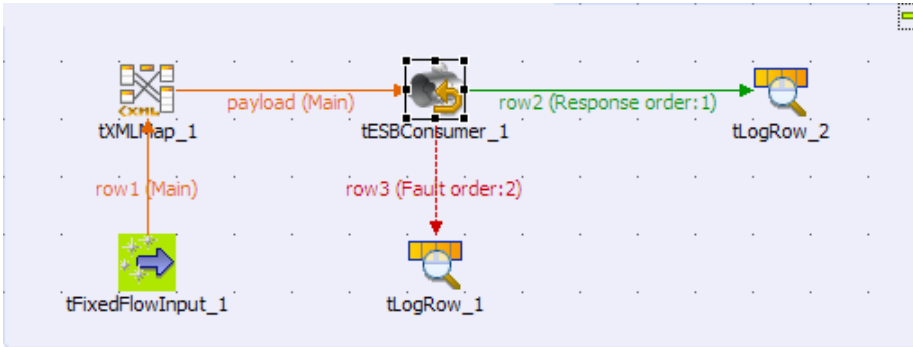 payload (Main)
row2 (Response order:1)
tXMLMap_1
tESBConsumer_1
tLogRow_2
row1 (Main)
row3 (Fault order:2)
tFixedFlowInput_1
tLogRow_1